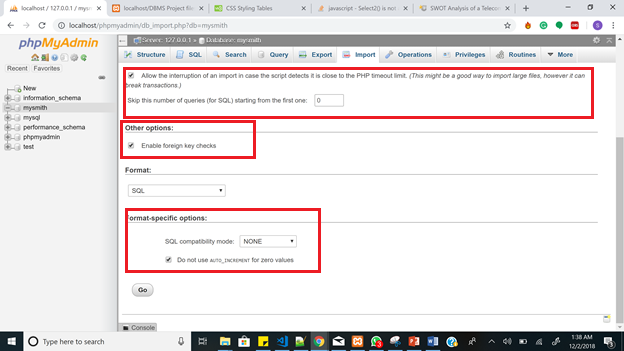 127.0.0.1 / mys
localhost/DBMS Project file
CSS Styling Tables
javascript - Select2() is not
SWOT Analysis of a Telecom
localhost/phpmyadmin/db_import.php?db=mysmith
phpMyAdmin
Server: 127.0.0.1 » Database: mysmith
Structure SQL Search Query Export Import Operations Privileges Routines More
Recent Favorites
New
information_schema
mysmith
mysql
performance_schema
phpmyadmin
test
Allow the interruption of an import in case the script detects it is close to the PHP timeout limit. (This might be a good way to import large files, however it can
break transactions.)
Skip this number of queries (for SQL) starting from the first one: 0
Other options:
Enable foreign key checks
Format:
SQL
Format-specific options:
SQL compatibility mode: NONE
Do not use AUTO_INCREMENT for zero values
Go
Console
Type here to search
1:38 AM
12/2/2018